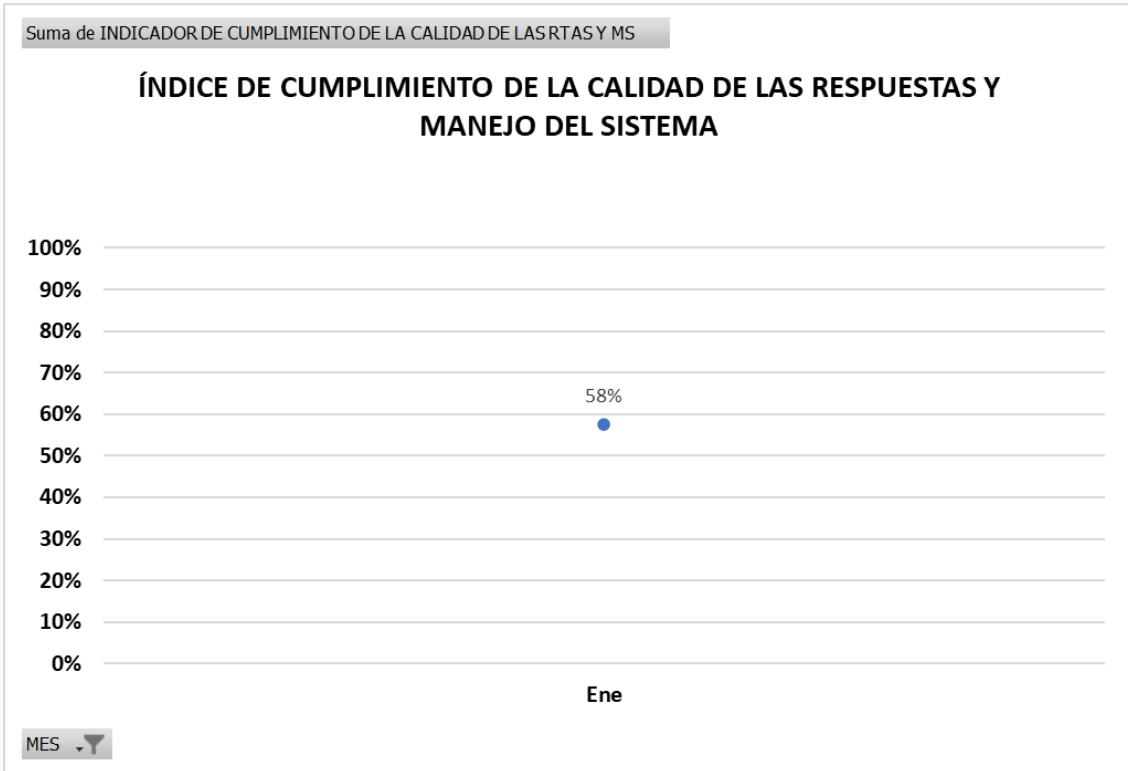 Suma de INDICADOR DE CUMPLIMIENTO DE LA CALIDAD DE LAS RTAS Y MS
ÍNDICE DE CUMPLIMIENTO DE LA CALIDAD DE LAS RESPUESTAS Y
MANEJO DEL SISTEMA
100%
90%
80%
70%
58%
60%
50%
40%
30%
20%
10%
0%
Ene
MES